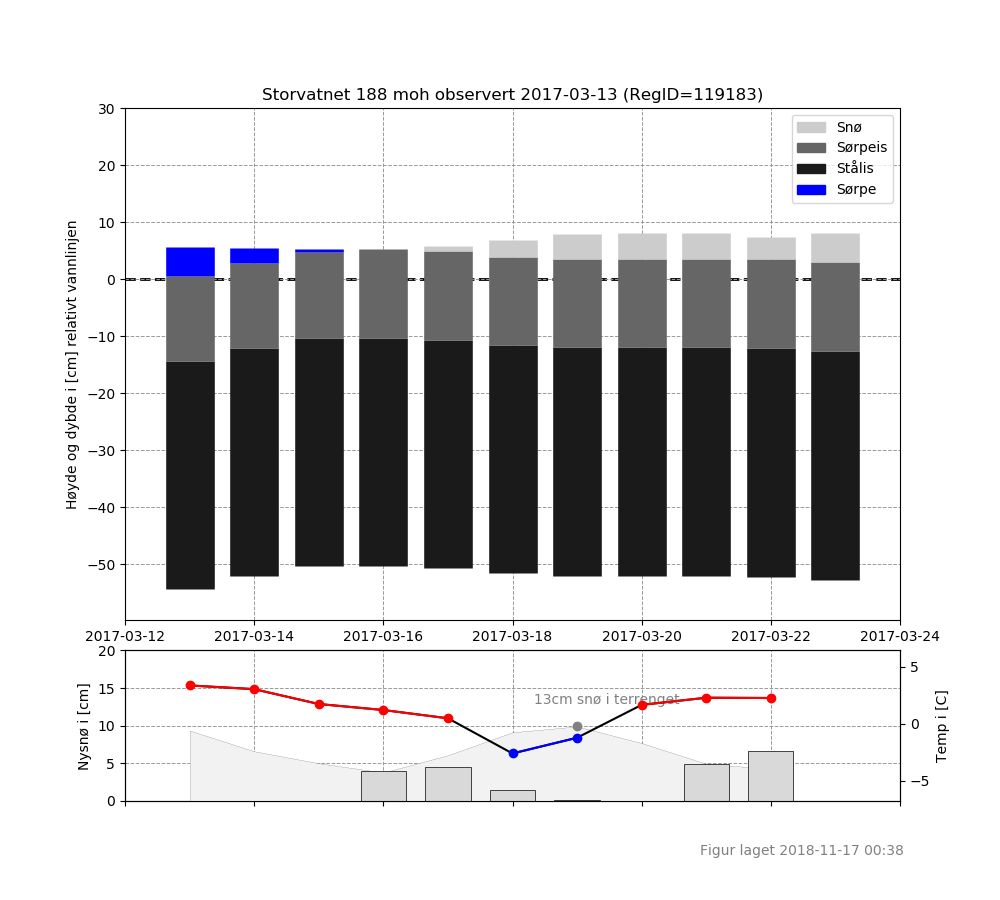 Storvatnet 188 moh observert 2017-03-13 (RegID=119183)
Snø
Sørpeis
Stålis
Sørpe
Høyde og dybde i [cm] relativt vannlinjen
30
20
10
0
−10
−20
−30
−40
−50
2017-03-12 2017-03-14 2017-03-16 2017-03-18 2017-03-20 2017-03-22 2017-03-24
Nysnø i [cm]
20
15
10
5
0
13cm snø i terrenget
5
0
−5
Temp i [C]
Figur laget 2018-11-17 00:38